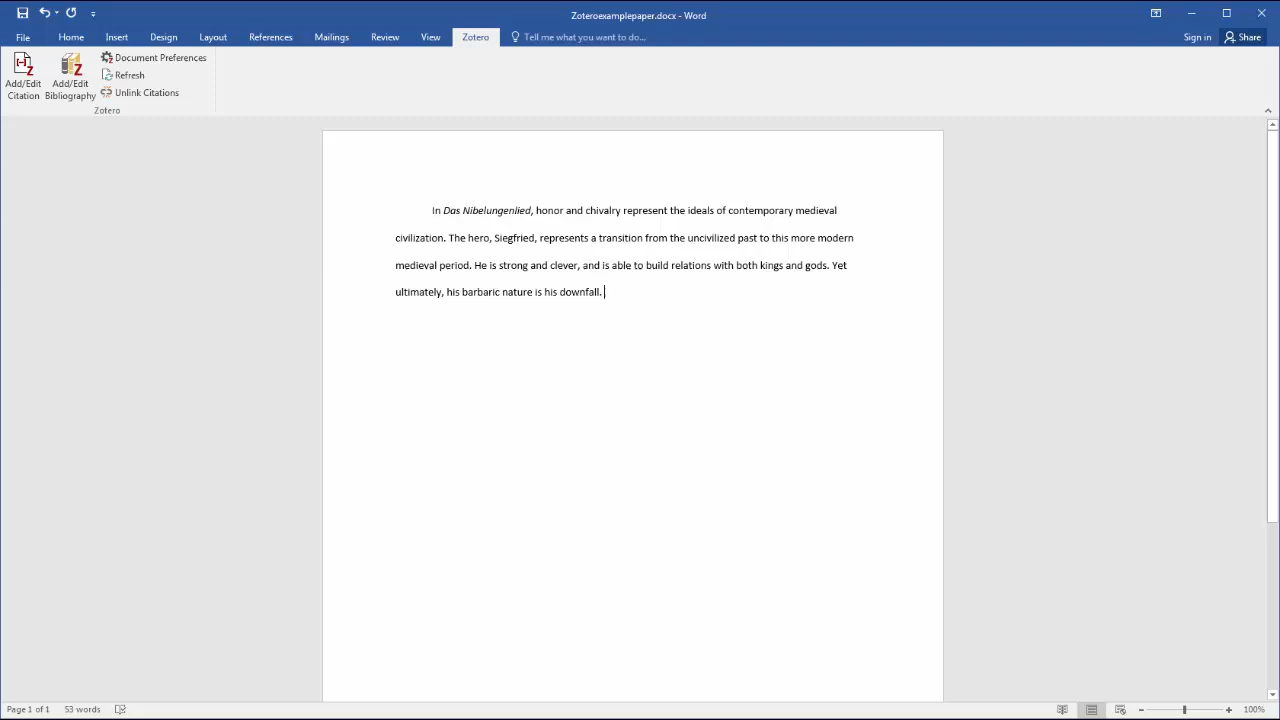 Zoteroexamplepaper.docx - Word
File Home Insert Design Layout References Mailings Review View Zotero Tell me what you want to do... Sign in Share
Add/Edit Citation
Add/Edit Bibliography
Document Preferences
Refresh
Unlink Citations
Zotero
In Das Nibelungenlied, honor and chivalry represent the ideals of contemporary medieval
civilization. The hero, Siegfried, represents a transition from the uncivilized past to this more modern
medieval period. He is strong and clever, and is able to build relations with both kings and gods. Yet
ultimately, his barbaric nature is his downfall.
Page 1 of 1 53 words 100%